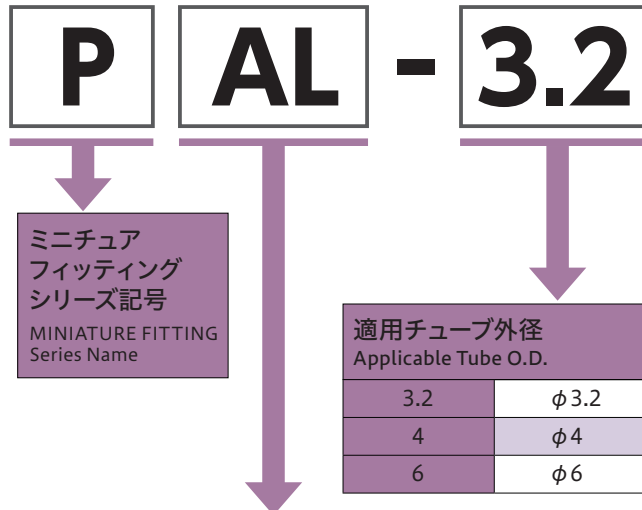 P AL - 3.2
ミニチュア
フィッティング
シリーズ記号
MINIATURE FITTING
Series Name
適用チューブ外径
Applicable Tube O.D.
3.2 φ3.2
4 φ4
6 φ6